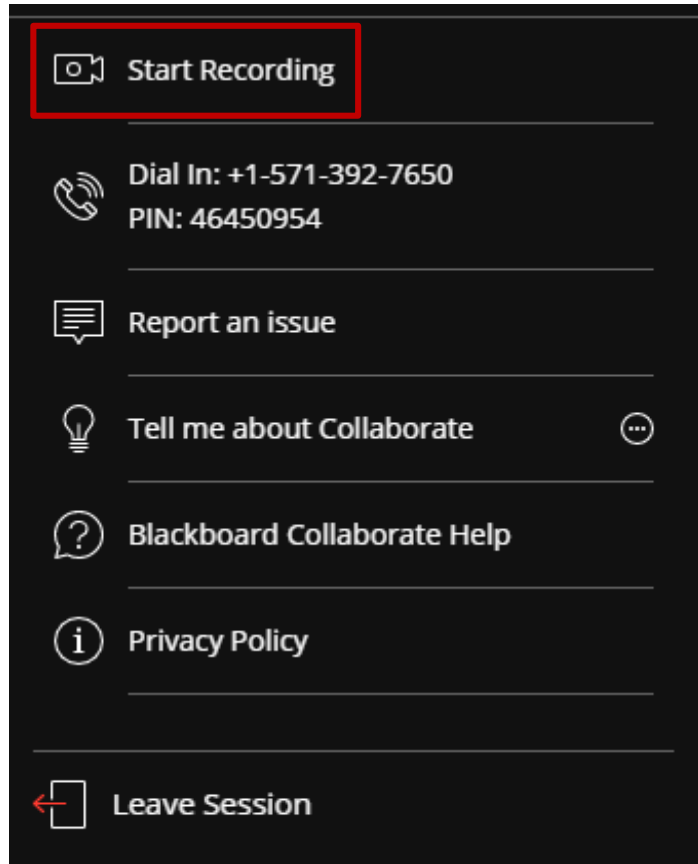 Start Recording
Dial In: +1-571-392-7650
PIN: 46450954
Report an issue
Tell me about Collaborate
Blackboard Collaborate Help
Privacy Policy
Leave Session